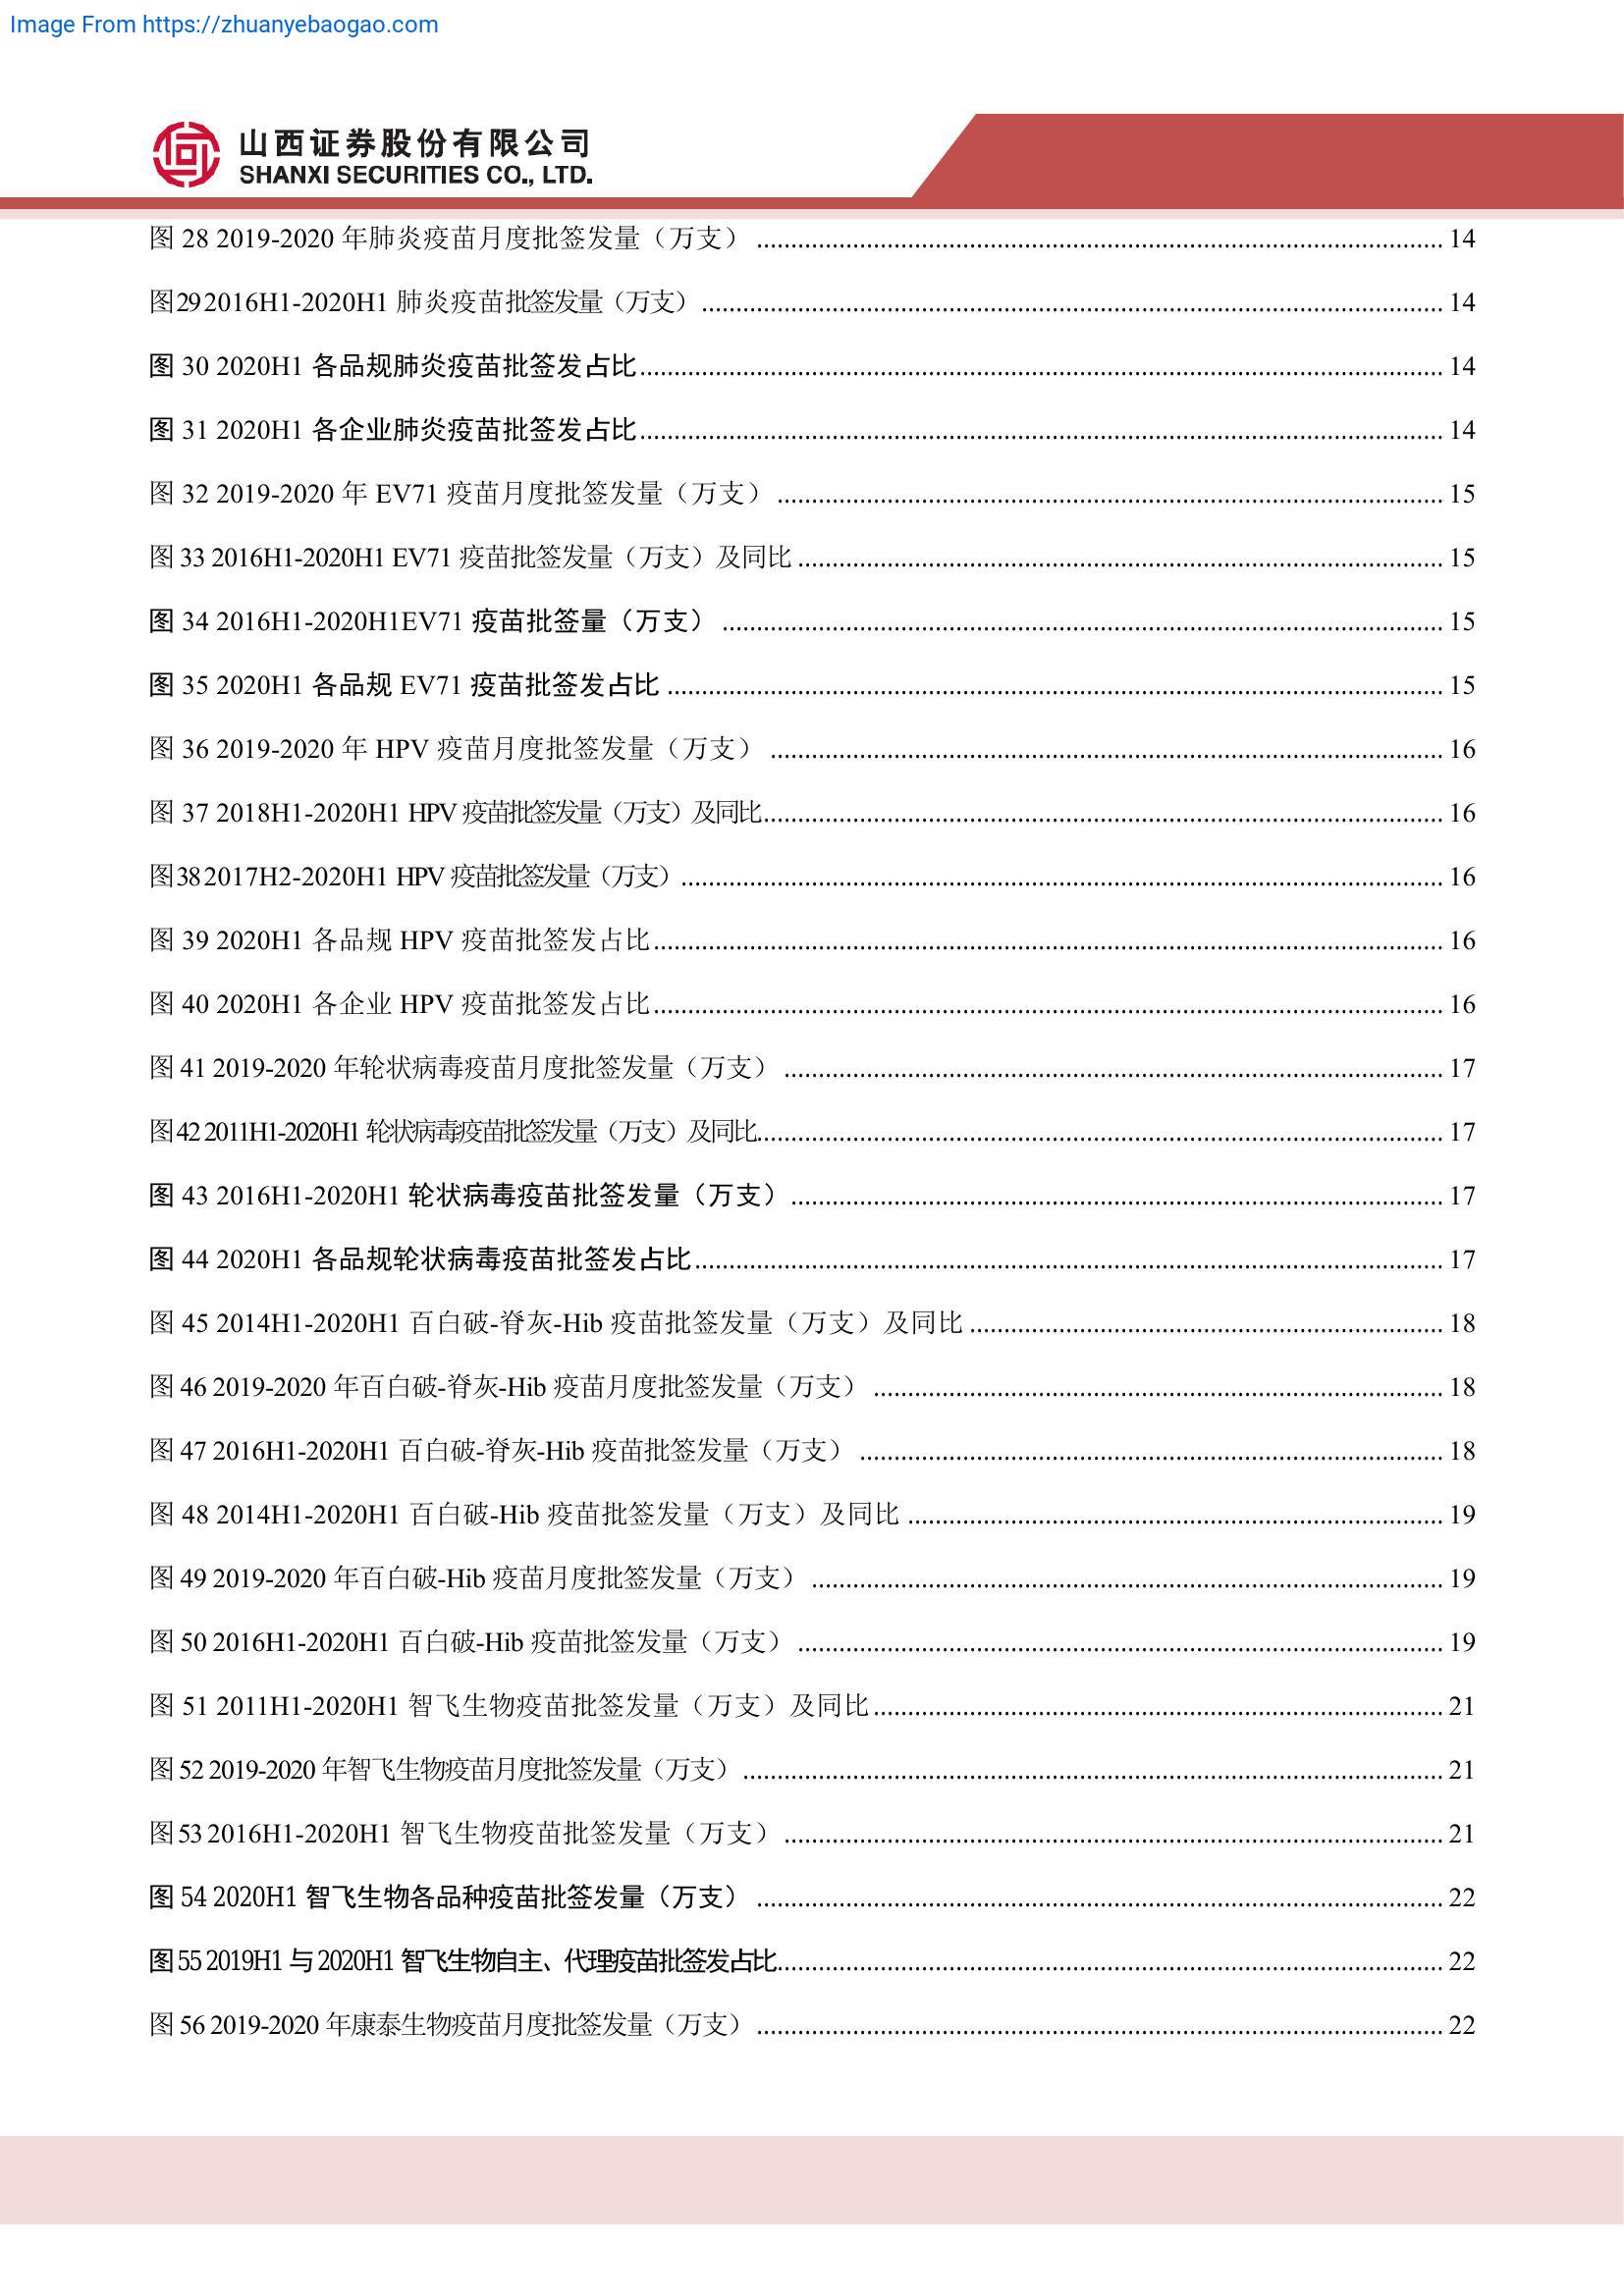 Image From https://zhuanyebaogao.com
山西证券股份有限公司
SHANXI SECURITIES CO., LTD.
图 28 2019-2020 年肺炎疫苗月度批签发量（万支） ........ 14
图29 2016H1-2020H1 肺炎疫苗批签发量（万支） ........ 14
图 30 2020H1 各品规肺炎疫苗批签发占比 ........ 14
图 31 2020H1 各企业肺炎疫苗批签发占比 ........ 14
图 32 2019-2020 年 EV71 疫苗月度批签发量（万支） ........ 15
图 33 2016H1-2020H1 EV71 疫苗批签发量（万支）及同比 ........ 15
图 34 2016H1-2020H1EV71 疫苗批签量（万支） ........ 15
图 35 2020H1 各品规 EV71 疫苗批签发占比 ........ 15
图 36 2019-2020 年 HPV 疫苗月度批签发量（万支） ........ 16
图 37 2018H1-2020H1 HPV 疫苗批签发量（万支）及同比 ........ 16
图38 2017H2-2020H1 HPV 疫苗批签发量（万支） ........ 16
图 39 2020H1 各品规 HPV 疫苗批签发占比 ........ 16
图 40 2020H1 各企业 HPV 疫苗批签发占比 ........ 16
图 41 2019-2020 年轮状病毒疫苗月度批签发量（万支） ........ 17
图42 2011H1-2020H1 轮状病毒疫苗批签发量（万支）及同比 ........ 17
图 43 2016H1-2020H1 轮状病毒疫苗批签发量（万支） ........ 17
图 44 2020H1 各品规轮状病毒疫苗批签发占比 ........ 17
图 45 2014H1-2020H1 百白破-脊灰-Hib 疫苗批签发量（万支）及同比 ........ 18
图 46 2019-2020 年百白破-脊灰-Hib 疫苗月度批签发量（万支） ........ 18
图 47 2016H1-2020H1 百白破-脊灰-Hib 疫苗批签发量（万支） ........ 18
图 48 2014H1-2020H1 百白破-Hib 疫苗批签发量（万支）及同比 ........ 19
图 49 2019-2020 年百白破-Hib 疫苗月度批签发量（万支） ........ 19
图 50 2016H1-2020H1 百白破-Hib 疫苗批签发量（万支） ........ 19
图 51 2011H1-2020H1 智飞生物疫苗批签发量（万支）及同比 ........ 21
图 52 2019-2020 年智飞生物疫苗月度批签发量（万支） ........ 21
图 53 2016H1-2020H1 智飞生物疫苗批签发量（万支） ........ 21
图 54 2020H1 智飞生物各品种疫苗批签发量（万支） ........ 22
图 55 2019H1 与 2020H1 智飞生物自主、代理疫苗批签发占比 ........ 22
图 56 2019-2020 年康泰生物疫苗月度批签发量（万支） ........ 22